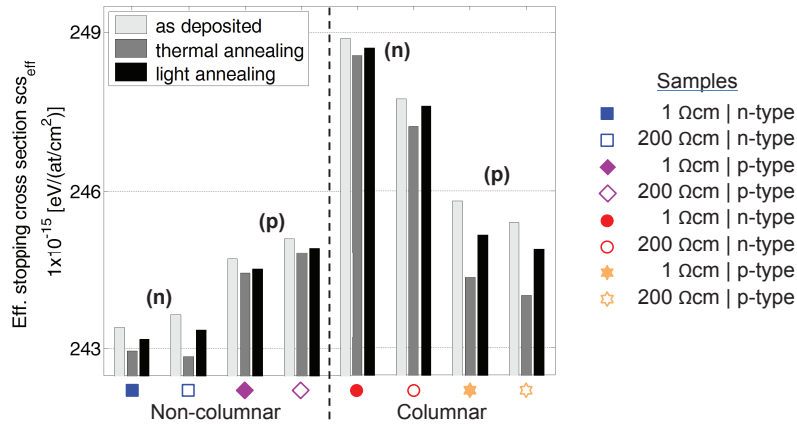 Eff. stopping cross section scs_eff
1x10^-15 [eV/(at/cm²)]
249
246
243
as deposited
thermal annealing
light annealing
(n)
(p)
(n)
(p)
Non-columnar
Columnar
Samples
1 Ωcm | n-type
200 Ωcm | n-type
1 Ωcm | p-type
200 Ωcm | p-type
1 Ωcm | n-type
200 Ωcm | n-type
1 Ωcm | p-type
200 Ωcm | p-type